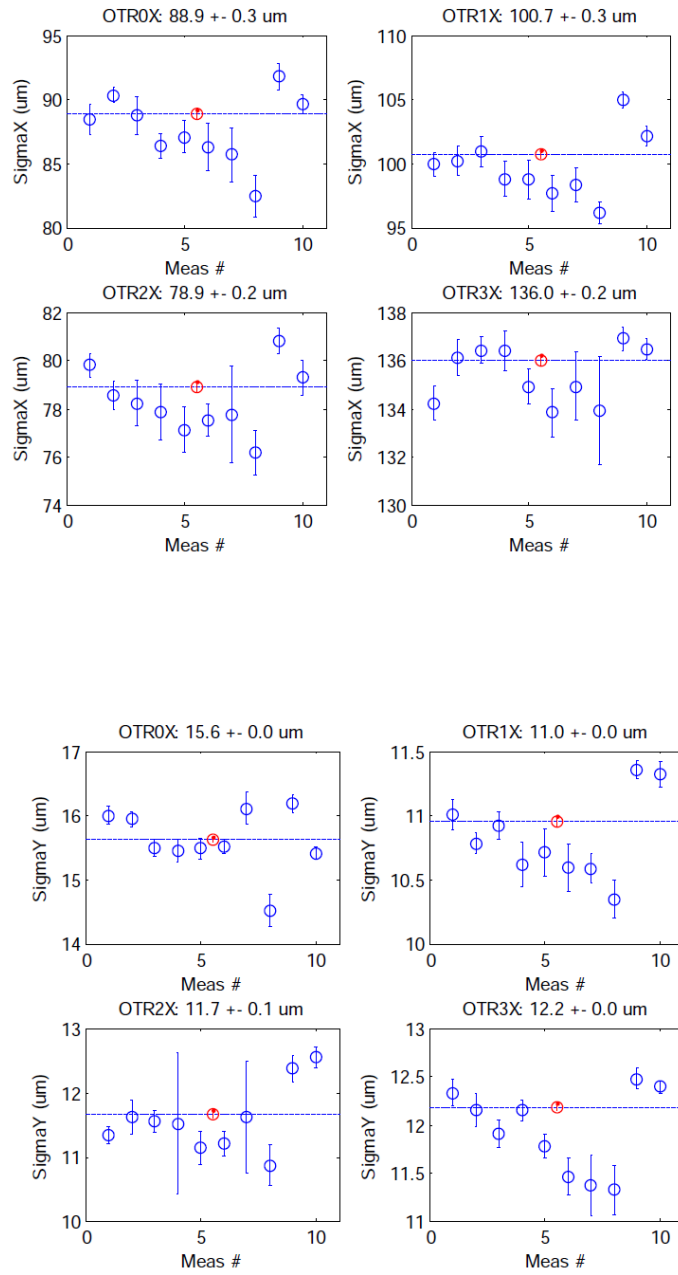 OTR0X: 88.9 +- 0.3 um
SigmaX (um)
95
90
85
80
0
5
10
Meas #
OTR1X: 100.7 +- 0.3 um
SigmaX (um)
110
105
100
95
0
5
10
Meas #
OTR2X: 78.9 +- 0.2 um
SigmaX (um)
82
80
78
76
74
0
5
10
Meas #
OTR3X: 136.0 +- 0.2 um
SigmaX (um)
138
136
134
132
130
0
5
10
Meas #
OTR0X: 15.6 +- 0.0 um
SigmaY (um)
17
16
15
14
0
5
10
Meas #
OTR1X: 11.0 +- 0.0 um
SigmaY (um)
11.5
11
10.5
10
0
5
10
Meas #
OTR2X: 11.7 +- 0.1 um
SigmaY (um)
13
12
11
10
0
5
10
Meas #
OTR3X: 12.2 +- 0.0 um
SigmaY (um)
13
12.5
12
11.5
11
0
5
10
Meas #